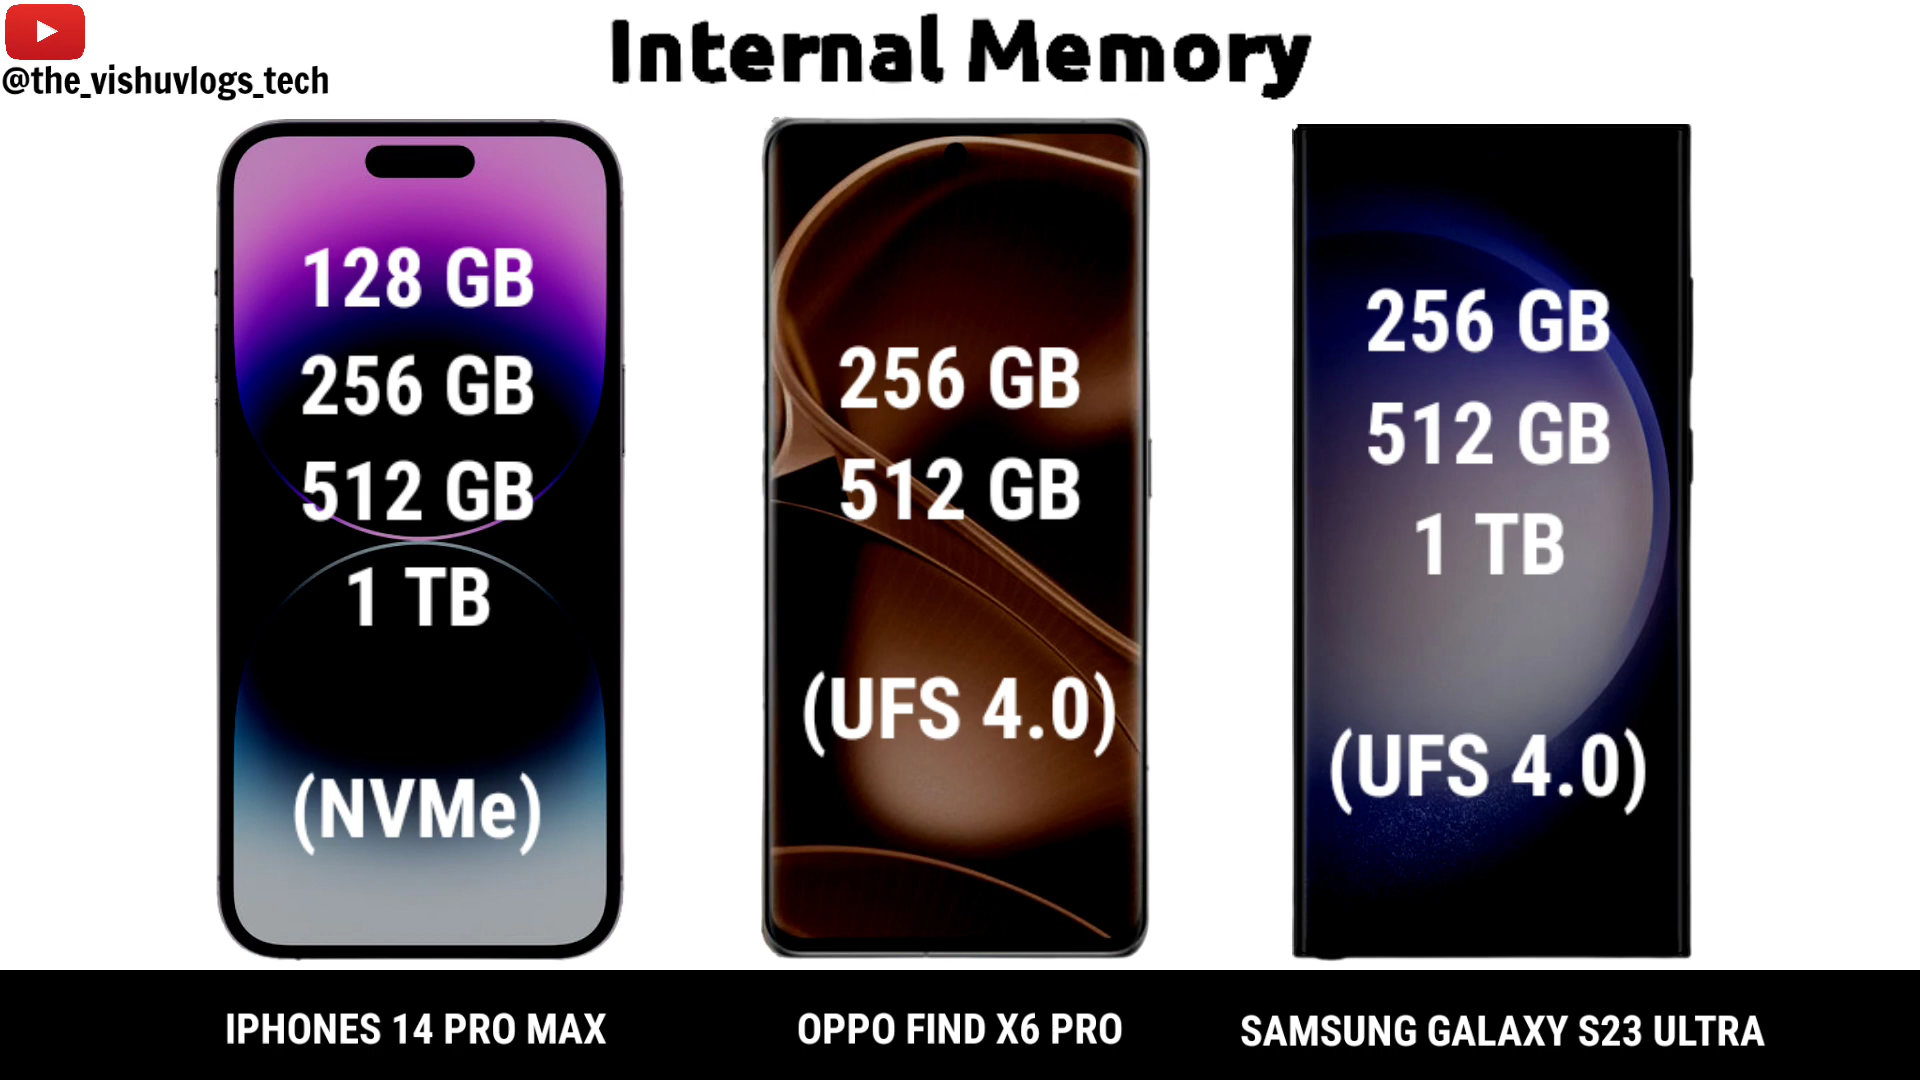 @the_vishuvlogs_tech
Internal Memory
128 GB
256 GB
512 GB
1 TB
(NVMe)
256 GB
512 GB
(UFS 4.0)
256 GB
512 GB
1 TB
(UFS 4.0)
IPHONES 14 PRO MAX
OPPO FIND X6 PRO
SAMSUNG GALAXY S23 ULTRA